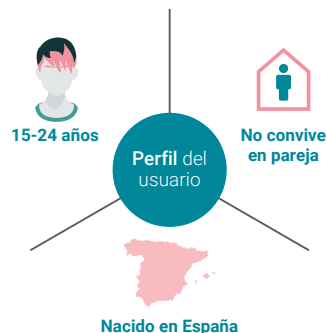 15-24 años
No convive
en pareja
Perfil del
usuario
Nacido en España